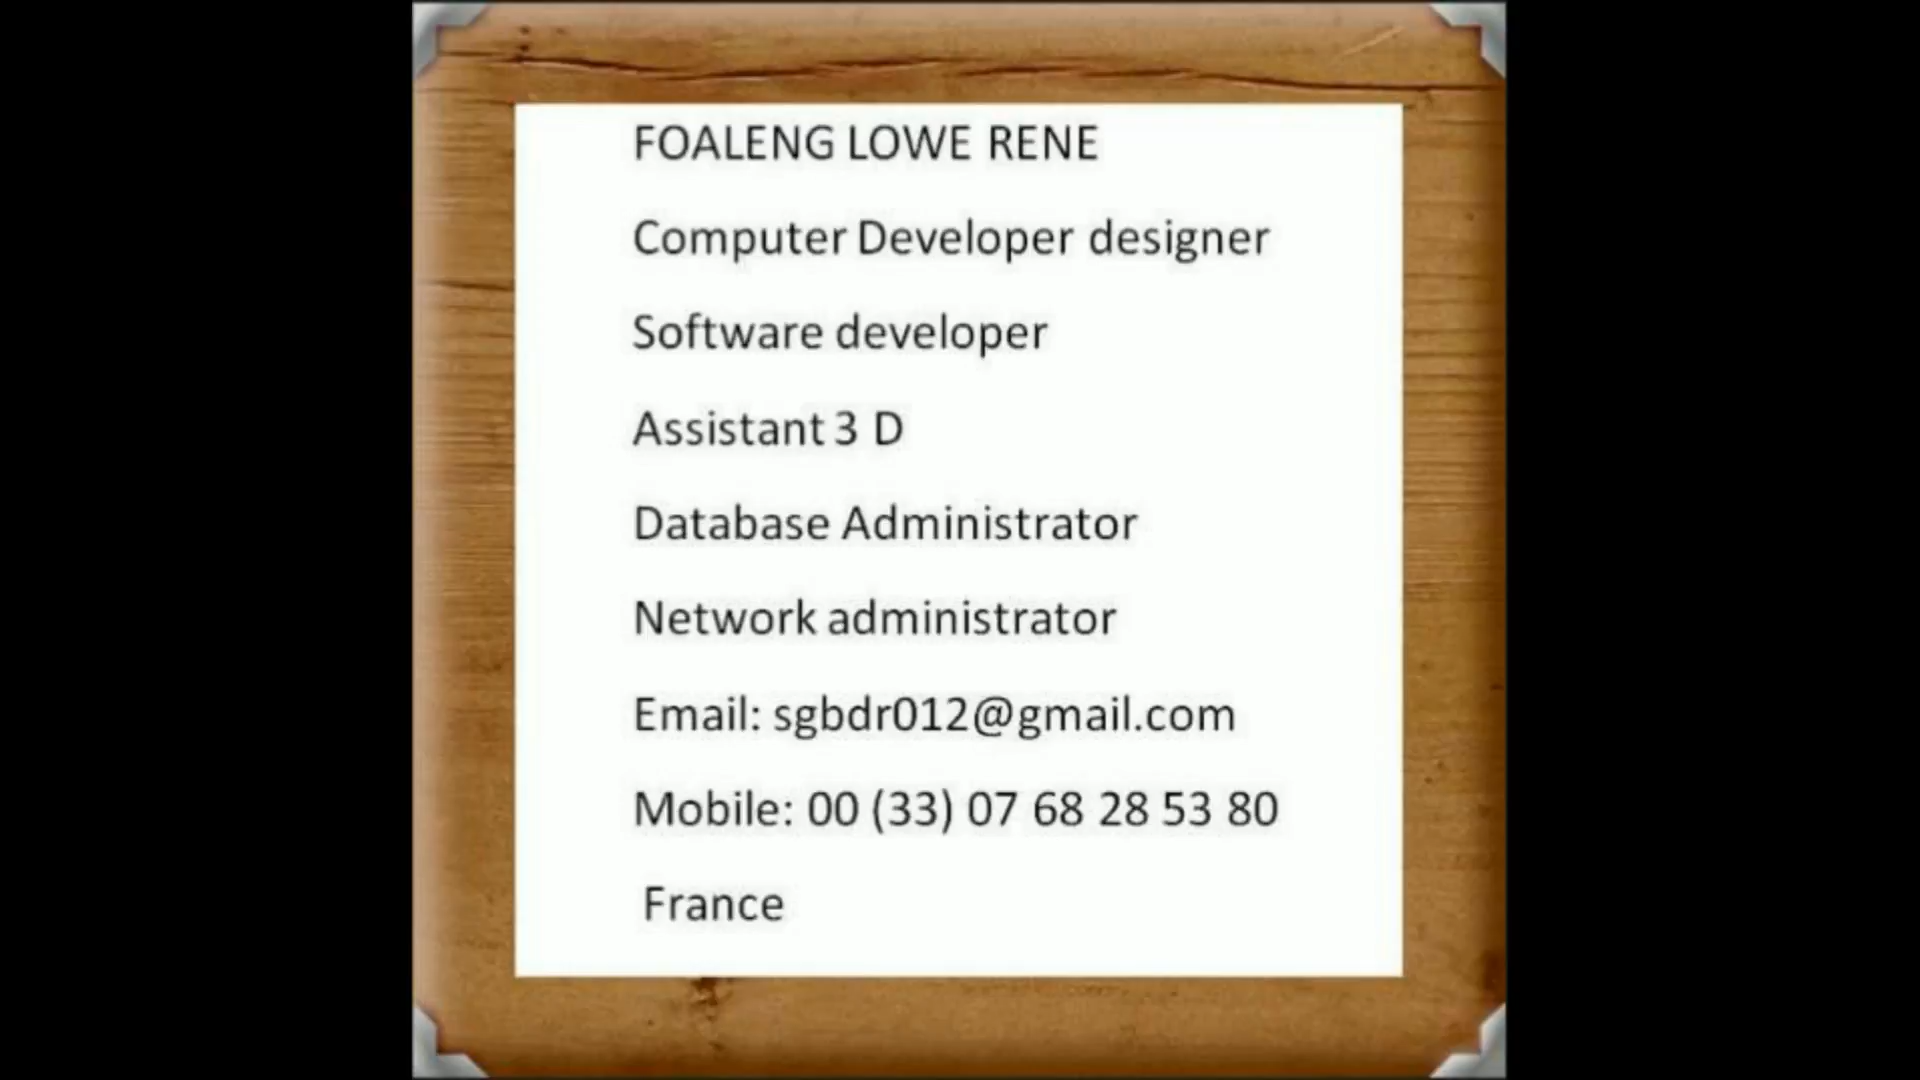 FOALENG LOWE RENE
Computer Developer designer
Software developer
Assistant 3 D
Database Administrator
Network administrator
Email: sgbdr012@gmail.com
Mobile: 00 (33) 07 68 28 53 80
France